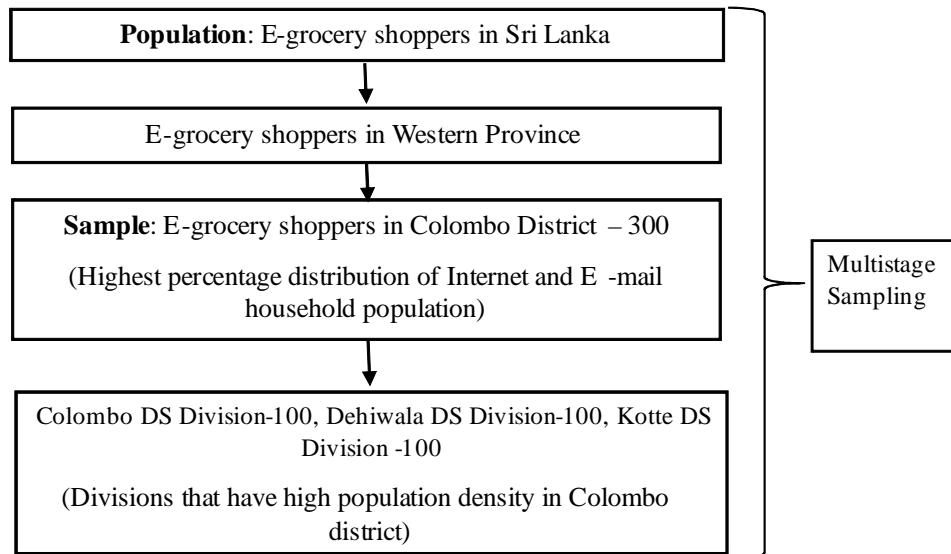 Population: E-grocery shoppers in Sri Lanka
E-grocery shoppers in Western Province
Sample: E-grocery shoppers in Colombo District – 300
(Highest percentage distribution of Internet and E -mail
household population)
Colombo DS Division-100, Dehiwala DS Division-100, Kotte DS
Division -100
(Divisions that have high population density in Colombo
district)
Multistage
Sampling